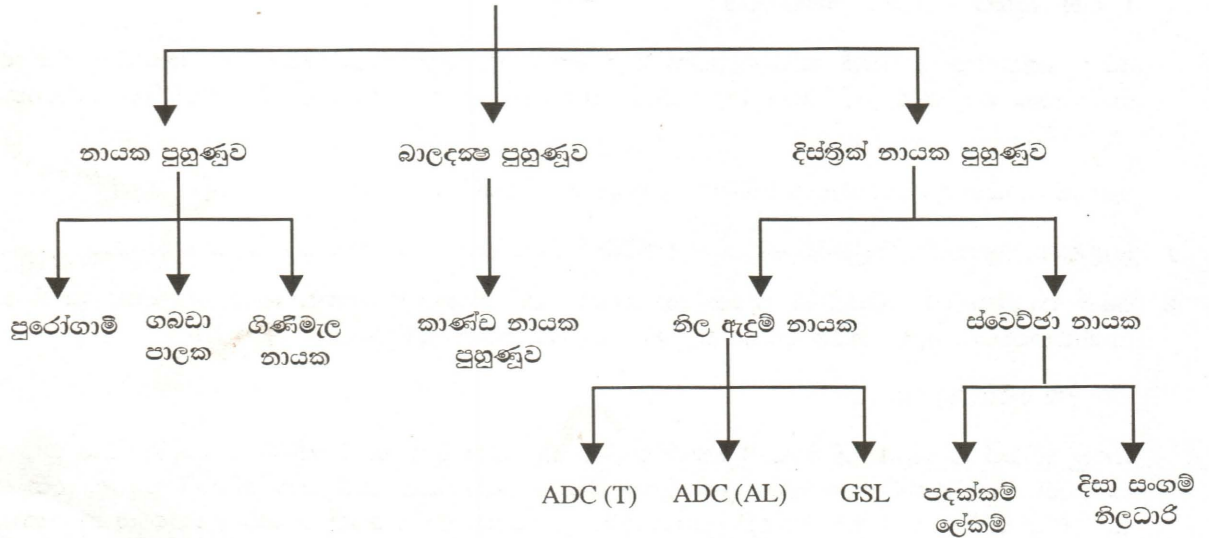 නායක පුහුණුව
බාලදක්ෂ පුහුණූව
දිස්ත්‍රික් නායක පුහුණුව
පුරෝගාමී
ගබඩා
පාලක
ගිණිමැල
නායක
කාණ්ඩ නායක
පුහුණූව
නිල ඇඳුම් නායක
ස්වෙච්ඡා නායක
ADC (T)
ADC (AL)
GSL
පදක්කම්
ලේකම්
දිසා සංගම්
නිලධාරි